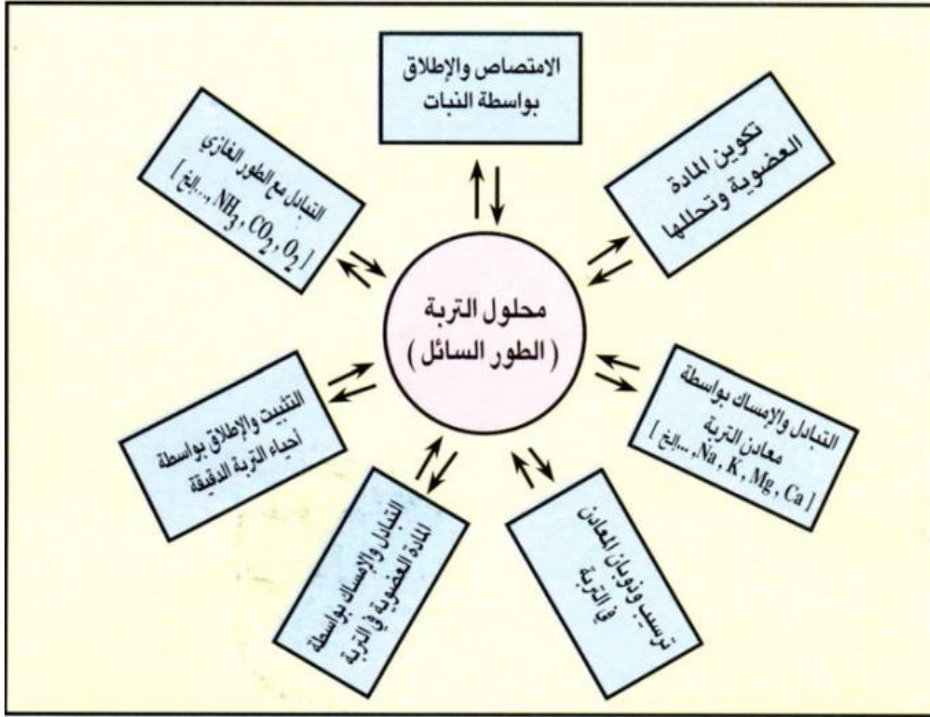 الامتصاص والإطلاق
بواسطة النبات
تكوين المادة
العضوية وتحللها
التبادل والإمساك بواسطة
معادن التربة
[ Ca , Mg , K , Na ,...إلخ ]
ترسيب وذوبان المعادن
في التربة
التبادل والإمساك بواسطة
المادة العضوية في التربة
التثبيت والإطلاق بواسطة
أحياء التربة الدقيقة
التبادل مع الطور الغازي
[ O2 , CO2 , NH3 ,...إلخ ]
محلول التربة
( الطور السائل )